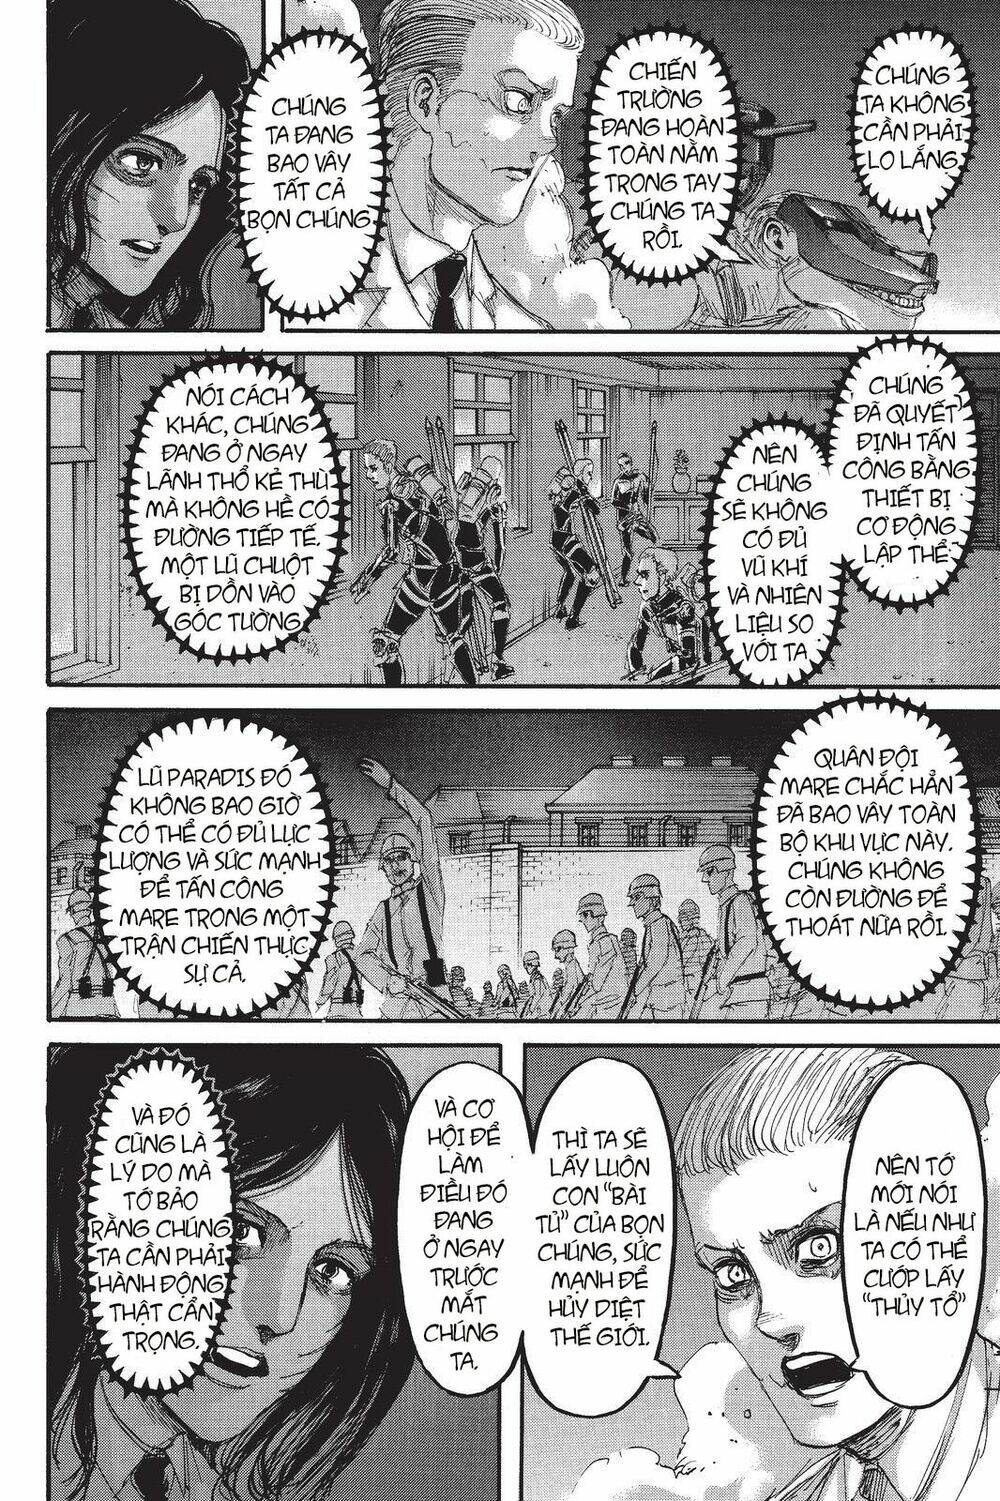 CHÚNG
TA KHÔNG
CẦN PHẢI
LO LẮNG
CHIẾN
TRƯỜNG
ĐANG HOÀN
TOÀN NẰM
TRONG TAY
CHÚNG TA
RỒI.
CHÚNG
TA ĐANG
BAO VÂY
TẤT CẢ
BỌN CHÚNG
CHÚNG
ĐÃ QUYẾT
ĐỊNH TẤN
CÔNG BẰNG
THIẾT BỊ
CƠ ĐỘNG
LẬP THỂ
NÊN
CHÚNG
SẼ KHÔNG
CÓ ĐỦ
VŨ KHÍ
VÀ NHIÊN
LIỆU SO
VỚI TA
NÓI CÁCH
KHÁC, CHÚNG
ĐANG Ở NGAY
LÃNH THỔ KẺ THÙ
MÀ KHÔNG HỀ CÓ
ĐƯỜNG TIẾP TẾ.
MỘT LŨ CHUỘT
BỊ DỒN VÀO
GÓC TƯỜNG
QUÂN ĐỘI
MARE CHẮC HẲN
ĐÃ BAO VÂY TOÀN
BỘ KHU VỰC NÀY.
CHÚNG KHÔNG
CÒN ĐƯỜNG ĐỂ
THOÁT NỮA RỒI.
LŨ PARADIS ĐÓ
KHÔNG BAO GIỜ
CÓ THỂ CÓ ĐỦ LỰC
LƯỢNG VÀ SỨC MẠNH
ĐỂ TẤN CÔNG
MARE TRONG MỘT
TRẬN CHIẾN THỰC
SỰ CẢ.
NÊN TỚ
MỚI NÓI
LÀ NẾU NHƯ
TA CÓ THỂ
CƯỚP LẤY
"THỦY TỔ"
THÌ TA SẼ
LẤY LUÔN
CON "BÀI
TỦ" CỦA BỌN
CHÚNG, SỨC
MẠNH ĐỂ
HỦY DIỆT
THẾ GIỚI.
VÀ CƠ
HỘI ĐỂ
LÀM
ĐIỀU ĐÓ
ĐANG
Ở NGAY
TRƯỚC
MẮT
CHÚNG
TA.
VÀ ĐÓ
CŨNG LÀ
LÝ DO MÀ
TỚ BẢO
RẰNG CHÚNG
TA CẦN PHẢI
HÀNH ĐỘNG
THẬT CẨN
TRỌNG.